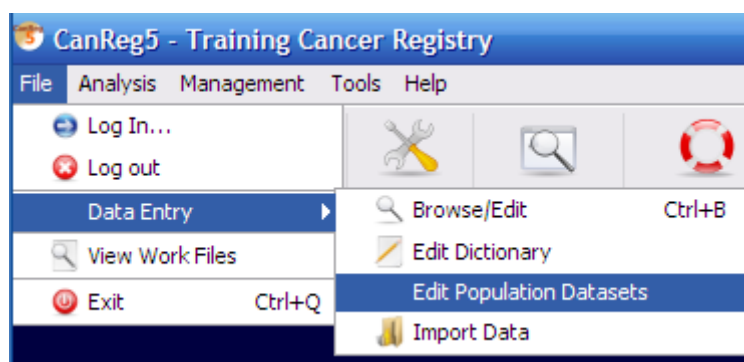 CanReg5 - Training Cancer Registry
File Analysis Management Tools Help
Log In...
Log out
Data Entry
View Work Files
Exit Ctrl+Q
Browse/Edit Ctrl+B
Edit Dictionary
Edit Population Datasets
Import Data